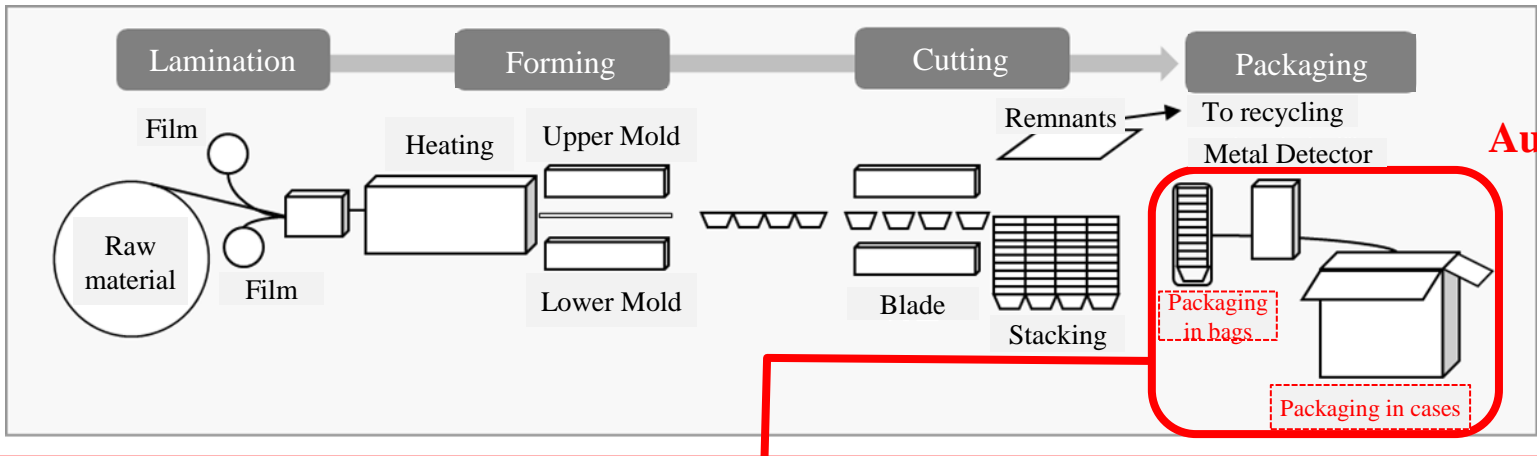 Lamination
Forming
Cutting
Packaging
Film
Heating
Upper Mold
Remnants
To recycling
Metal Detector
Au
Raw
material
Film
Lower Mold
Blade
Stacking
Packaging
in bags
Packaging in cases